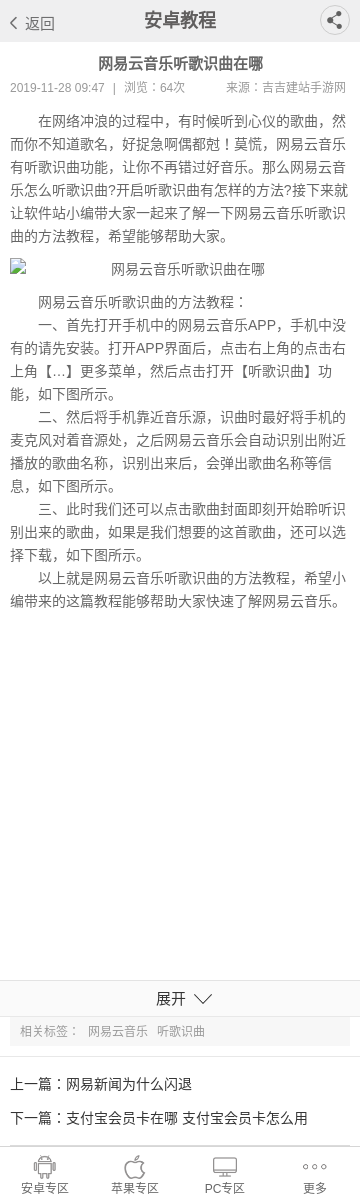 返回 安卓教程
网易云音乐听歌识曲在哪
2019-11-28 09:47 | 浏览：64次 来源：吉吉建站手游网
在网络冲浪的过程中，有时候听到心仪的歌曲，然
而你不知道歌名，好捉急啊偶都尅！莫慌，网易云音乐
有听歌识曲功能，让你不再错过好音乐。那么网易云音
乐怎么听歌识曲?开启听歌识曲有怎样的方法?接下来就
让软件站小编带大家一起来了解一下网易云音乐听歌识
曲的方法教程，希望能够帮助大家。
网易云音乐听歌识曲在哪
网易云音乐听歌识曲的方法教程：
一、首先打开手机中的网易云音乐APP，手机中没
有的请先安装。打开APP界面后，点击右上角的点击右
上角【…】更多菜单，然后点击打开【听歌识曲】功
能，如下图所示。
二、然后将手机靠近音乐源，识曲时最好将手机的
麦克风对着音源处，之后网易云音乐会自动识别出附近
播放的歌曲名称，识别出来后，会弹出歌曲名称等信
息，如下图所示。
三、此时我们还可以点击歌曲封面即刻开始聆听识
别出来的歌曲，如果是我们想要的这首歌曲，还可以选
择下载，如下图所示。
以上就是网易云音乐听歌识曲的方法教程，希望小
编带来的这篇教程能够帮助大家快速了解网易云音乐。
展开
相关标签： 网易云音乐 听歌识曲
上一篇：网易新闻为什么闪退
下一篇：支付宝会员卡在哪 支付宝会员卡怎么用
安卓专区 苹果专区 PC专区 更多